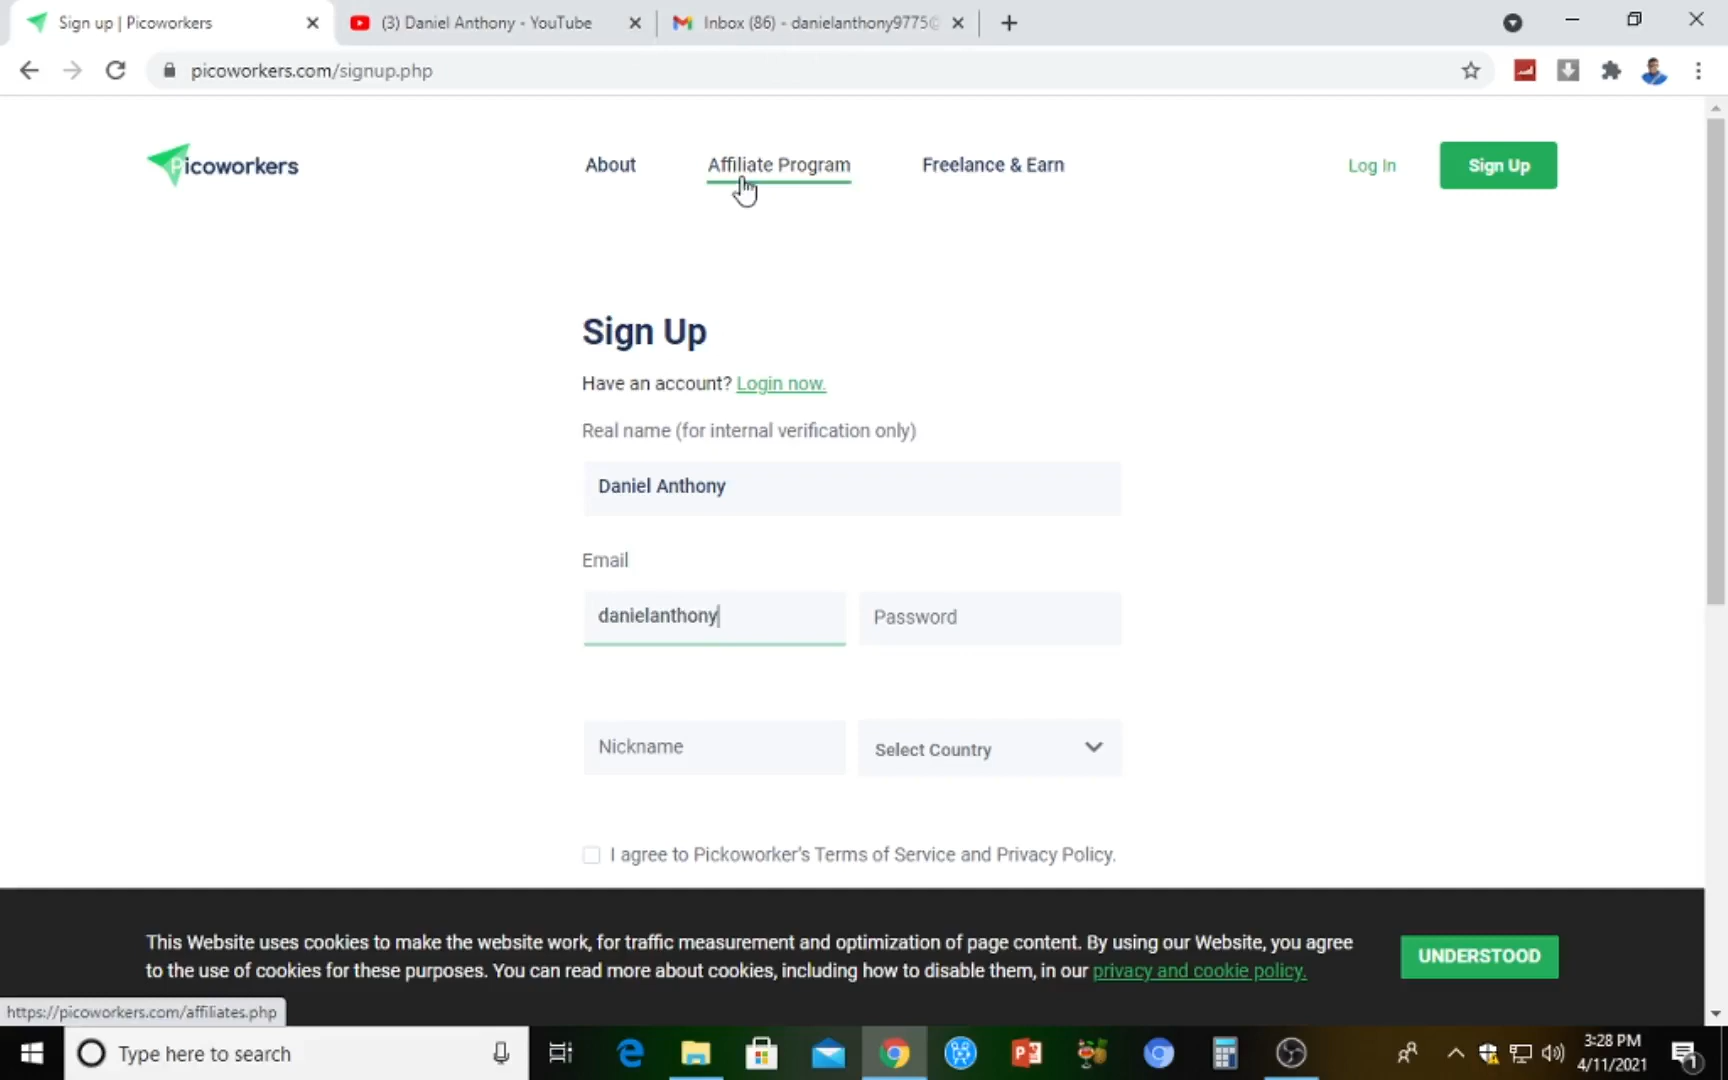 Sign up | Picoworkers
(3) Daniel Anthony - YouTube
Inbox (86) - danielanthony9775@
picoworkers.com/signup.php
Picoworkers
About
Affiliate Program
Freelance & Earn
Log In
Sign Up
Sign Up
Have an account? Login now.
Real name (for internal verification only)
Daniel Anthony
Email
danielanthony
Password
Nickname
Select Country
I agree to Pickoworker's Terms of Service and Privacy Policy.
This Website uses cookies to make the website work, for traffic measurement and optimization of page content. By using our Website, you agree
to the use of cookies for these purposes. You can read more about cookies, including how to disable them, in our privacy and cookie policy.
UNDERSTOOD
https://picoworkers.com/affiliates.php
Type here to search
3:28 PM
4/11/2021
1